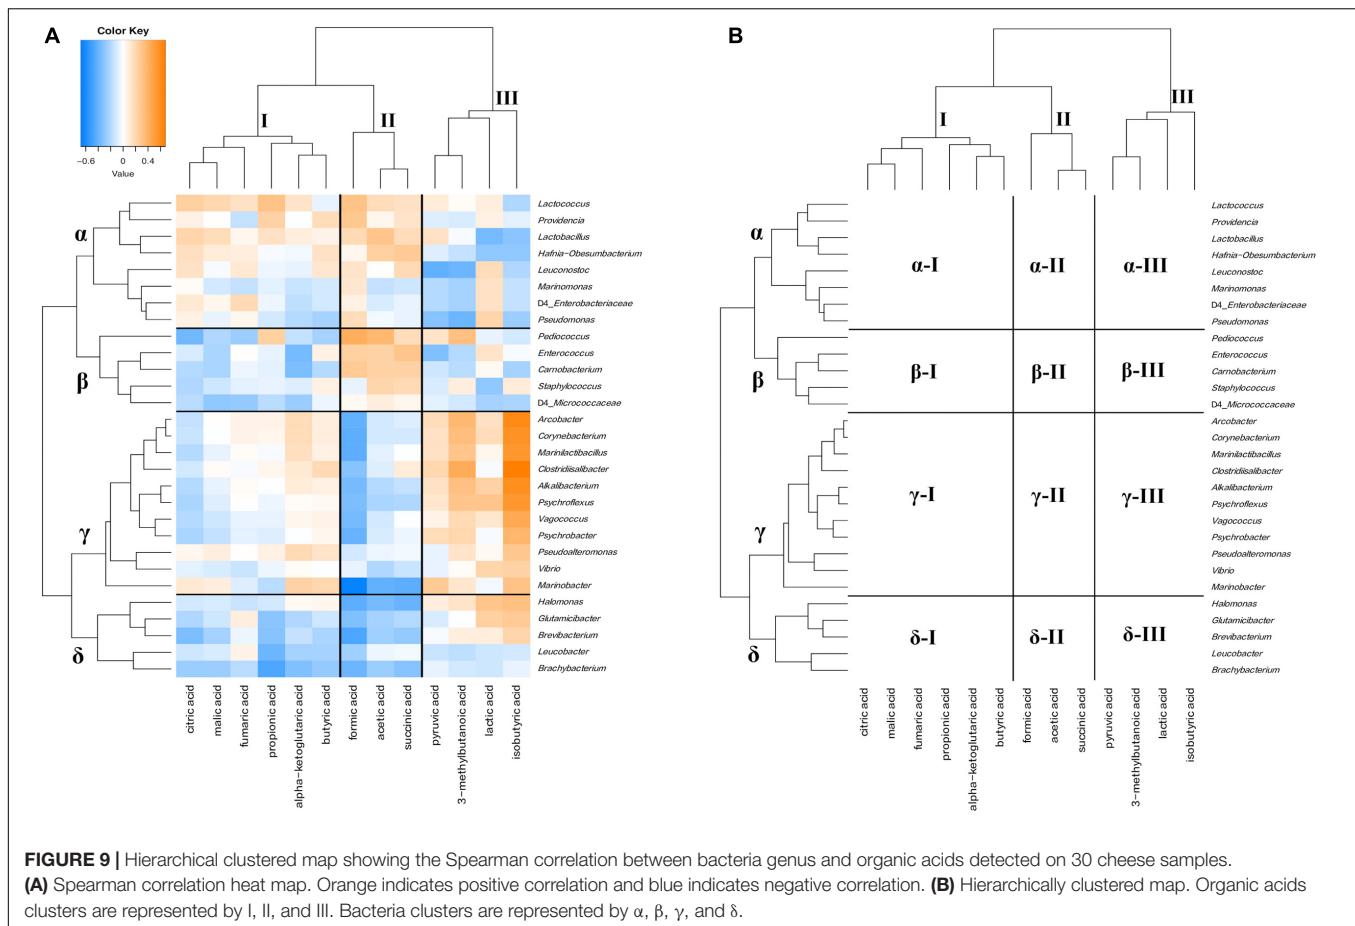 A
Color Key
−0.6 0 0.4
Value
I
II
III
α
β
γ
δ
Lactococcus
Providencia
Lactobacillus
Hafnia−Obesumbacterium
Leuconostoc
Marinomonas
D4_Enterobacteriaceae
Pseudomonas
Pediococcus
Enterococcus
Carnobacterium
Staphylococcus
D4_Micrococcaceae
Arcobacter
Corynebacterium
Marinilactibacillus
Clostridiisalibacter
Alkalibacterium
Psychroflexus
Vagococcus
Psychrobacter
Pseudoalteromonas
Vibrio
Marinobacter
Halomonas
Glutamicibacter
Brevibacterium
Leucobacter
Brachybacterium
citric acid
malic acid
fumaric acid
propionic acid
alpha−ketoglutaric acid
butyric acid
formic acid
acetic acid
succinic acid
pyruvic acid
3−methylbutanoic acid
lactic acid
isobutyric acid
B
I
II
III
α
β
γ
δ
α-I α-II α-III
β-I β-II β-III
γ-I γ-II γ-III
δ-I δ-II δ-III
Lactococcus
Providencia
Lactobacillus
Hafnia−Obesumbacterium
Leuconostoc
Marinomonas
D4_Enterobacteriaceae
Pseudomonas
Pediococcus
Enterococcus
Carnobacterium
Staphylococcus
D4_Micrococcaceae
Arcobacter
Corynebacterium
Marinilactibacillus
Clostridiisalibacter
Alkalibacterium
Psychroflexus
Vagococcus
Psychrobacter
Pseudoalteromonas
Vibrio
Marinobacter
Halomonas
Glutamicibacter
Brevibacterium
Leucobacter
Brachybacterium
citric acid
malic acid
fumaric acid
propionic acid
alpha−ketoglutaric acid
butyric acid
formic acid
acetic acid
succinic acid
pyruvic acid
3−methylbutanoic acid
lactic acid
isobutyric acid
FIGURE 9 | Hierarchical clustered map showing the Spearman correlation between bacteria genus and organic acids detected on 30 cheese samples.
(A) Spearman correlation heat map. Orange indicates positive correlation and blue indicates negative correlation. (B) Hierarchically clustered map. Organic acids
clusters are represented by I, II, and III. Bacteria clusters are represented by α, β, γ, and δ.